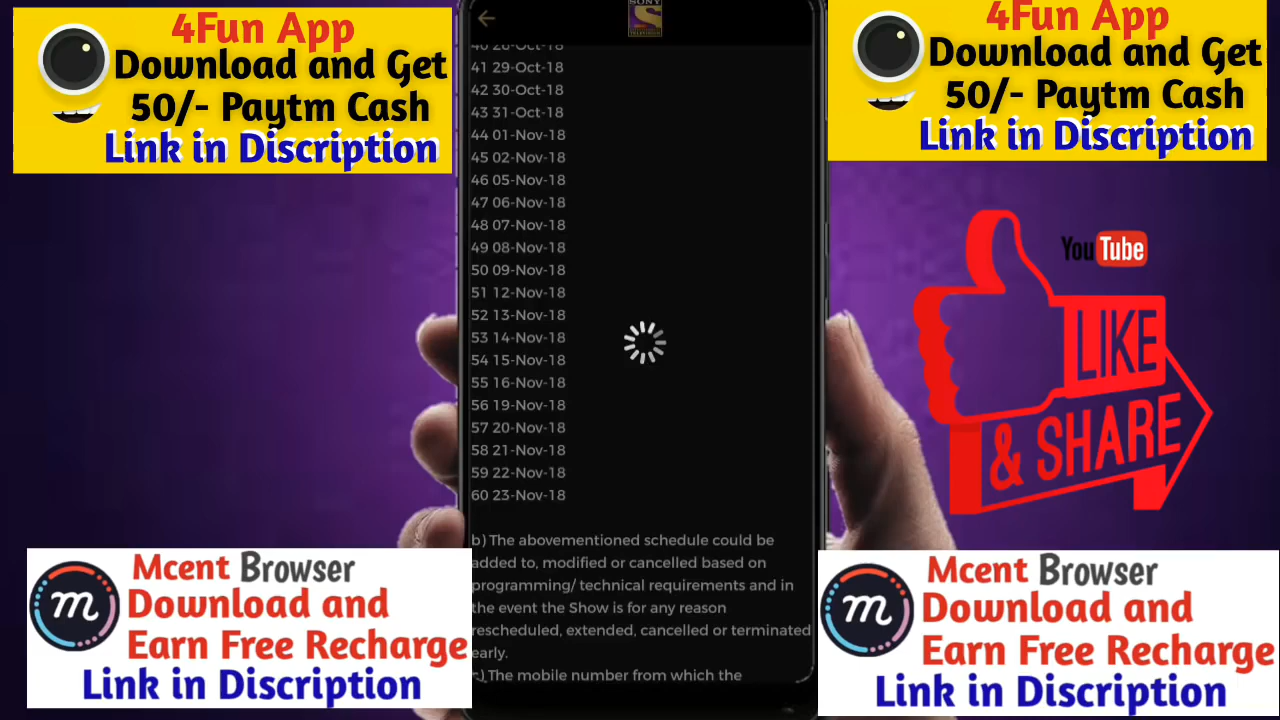 4Fun App
Download and Get
50/- Paytm Cash
Link in Discription
SONY
41 29-Oct-18
42 30-Oct-18
43 31-Oct-18
44 01-Nov-18
45 02-Nov-18
46 05-Nov-18
47 06-Nov-18
48 07-Nov-18
49 08-Nov-18
50 09-Nov-18
51 12-Nov-18
52 13-Nov-18
53 14-Nov-18
54 15-Nov-18
55 16-Nov-18
56 19-Nov-18
57 20-Nov-18
58 21-Nov-18
59 22-Nov-18
60 23-Nov-18
b) The abovementioned schedule could be
added to, modified or cancelled based on
programming/ technical requirements and in
the event the Show is for any reason
rescheduled, extended, cancelled or terminated
early.
c) The mobile number from which the
4Fun App
Download and Get
50/- Paytm Cash
Link in Discription
YouTube
LIKE
& SHARE
m
Mcent Browser
Download and
Earn Free Recharge
Link in Discription
m
Mcent Browser
Download and
Earn Free Recharge
Link in Discription